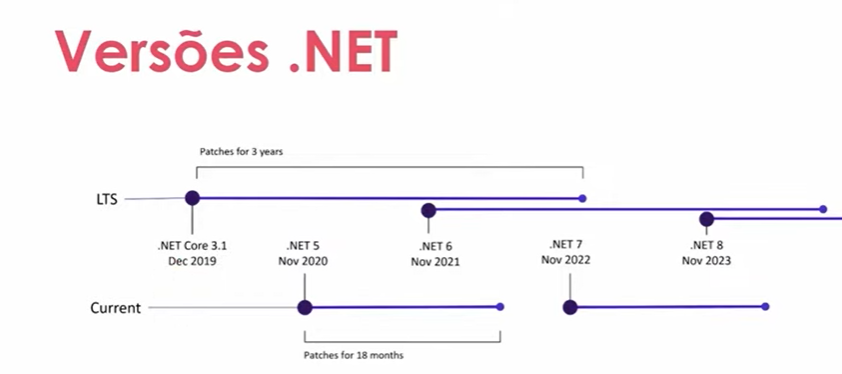 Versões .NET
Patches for 3 years
LTS
.NET Core 3.1
Dec 2019
.NET 5
Nov 2020
.NET 6
Nov 2021
.NET 7
Nov 2022
.NET 8
Nov 2023
Current
Patches for 18 months